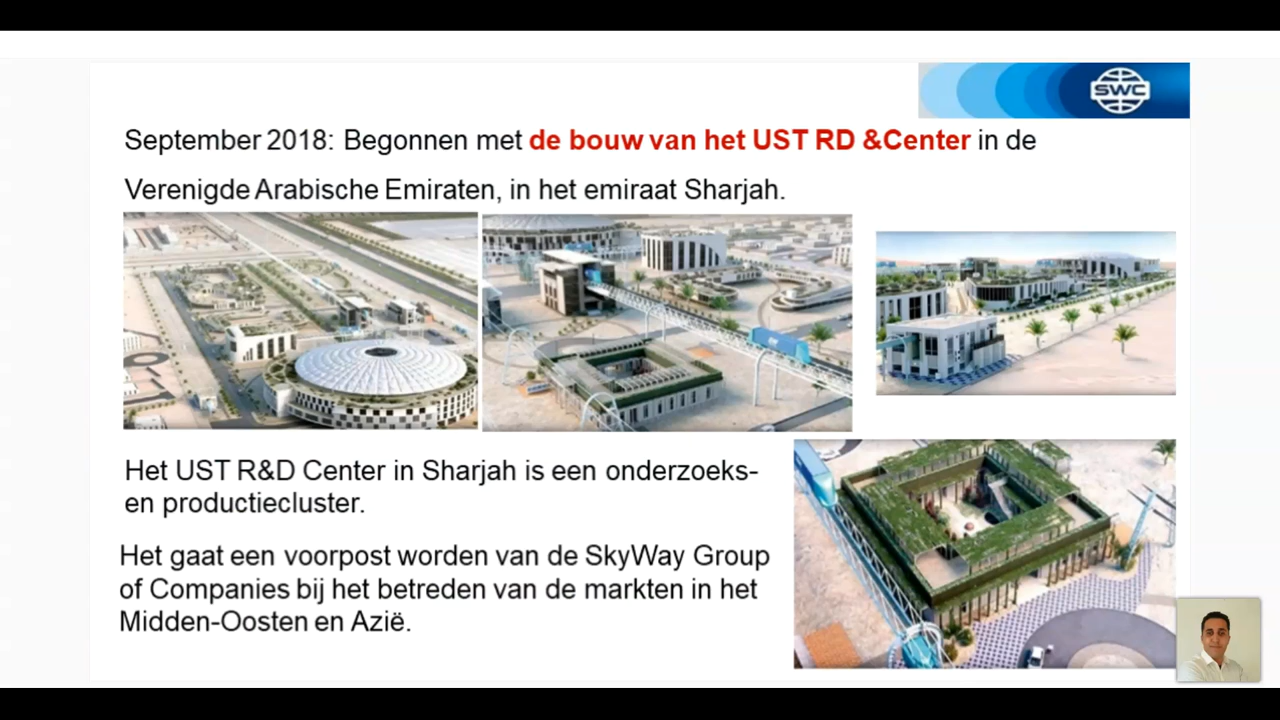 SWC
September 2018: Begonnen met de bouw van het UST RD &Center in de
Verenigde Arabische Emiraten, in het emiraat Sharjah.
Het UST R&D Center in Sharjah is een onderzoeks-
en productiecluster.
Het gaat een voorpost worden van de SkyWay Group
of Companies bij het betreden van de markten in het
Midden-Oosten en Azië.